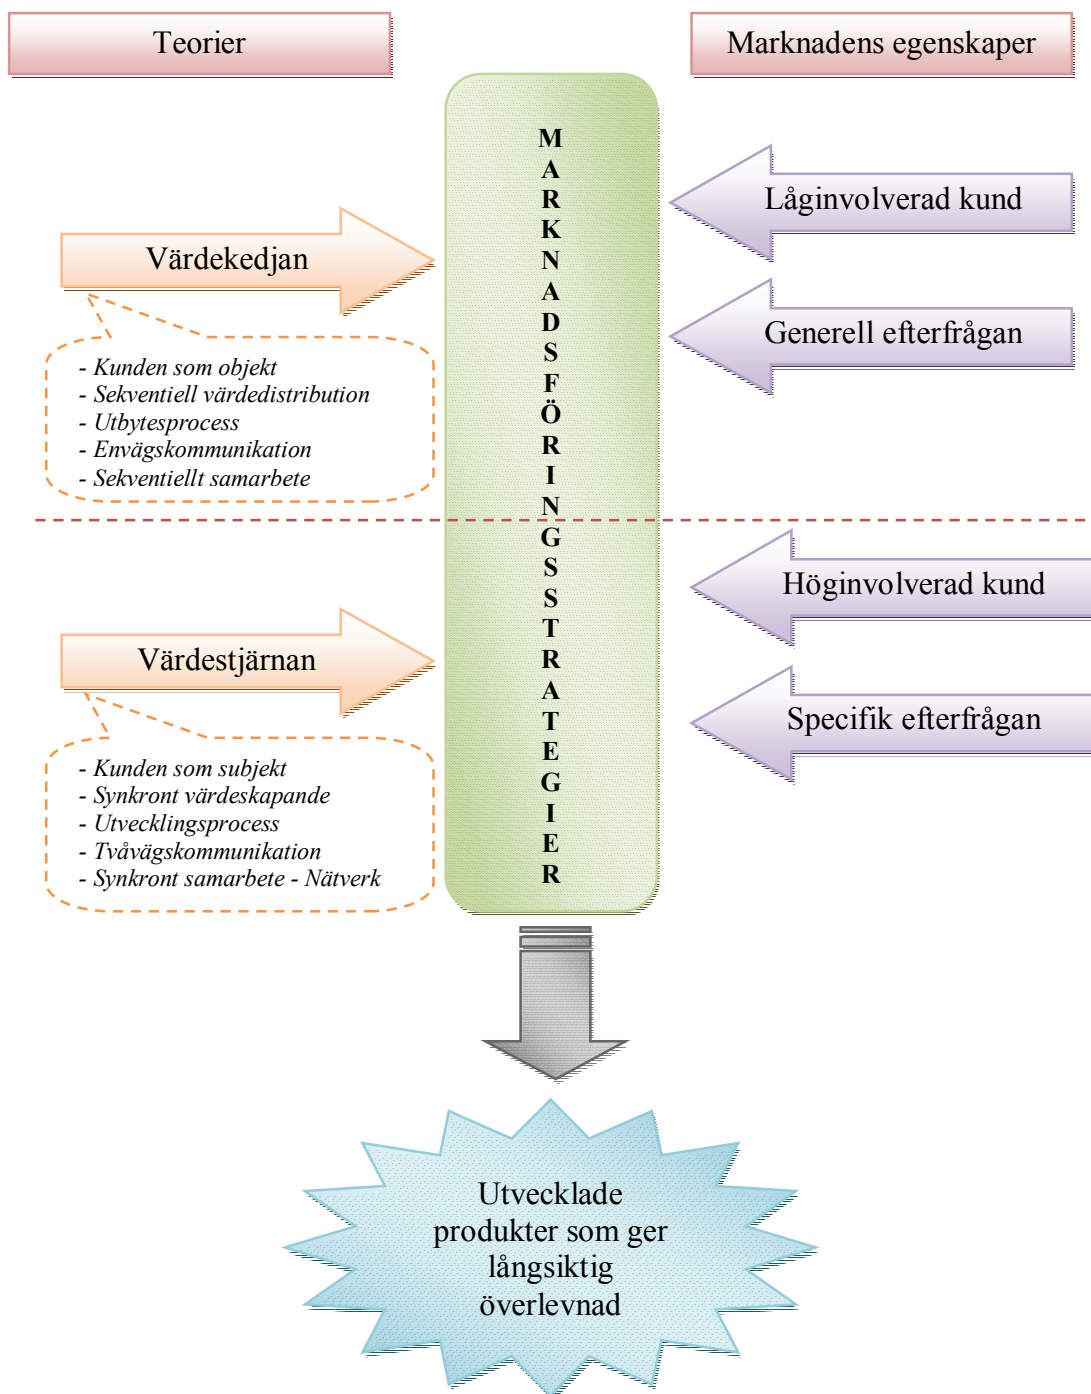 Teorier
Marknadens egenskaper
MARKNADSFÖRINGSSTRATEGIER
Värdekedjan
- Kunden som objekt
- Sekventiell värdedistribution
- Utbytesprocess
- Envägskommunikation
- Sekventiellt samarbete
Låginvolverad kund
Generell efterfrågan
Värdestjärnan
- Kunden som subjekt
- Synkront värdeskapande
- Utvecklingsprocess
- Tvåvägskommunikation
- Synkront samarbete - Nätverk
Höginvolverad kund
Specifik efterfrågan
Utvecklade
produkter som ger
långsiktig
överlevnad